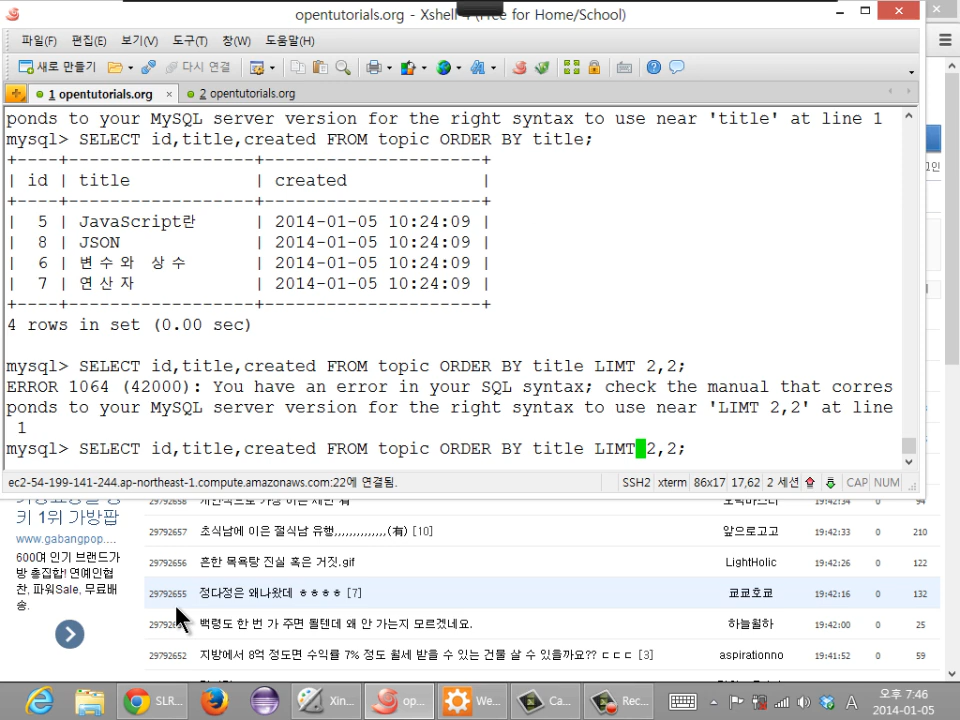 opentutorials.org - Xshell 4 (Free for Home/School)
파일(F) 편집(E) 보기(V) 도구(T) 창(W) 도움말(H)
새로 만들기 다시 연결
1 opentutorials.org × 2 opentutorials.org
ponds to your MySQL server version for the right syntax to use near 'title' at line 1
mysql> SELECT id,title,created FROM topic ORDER BY title;
+----+------------------+---------------------+
| id | title | created |
+----+------------------+---------------------+
| 5 | JavaScript란 | 2014-01-05 10:24:09 |
| 8 | JSON | 2014-01-05 10:24:09 |
| 6 | 변수와 상수 | 2014-01-05 10:24:09 |
| 7 | 연산자 | 2014-01-05 10:24:09 |
+----+------------------+---------------------+
4 rows in set (0.00 sec)
mysql> SELECT id,title,created FROM topic ORDER BY title LIMT 2,2;
ERROR 1064 (42000): You have an error in your SQL syntax; check the manual that corres
ponds to your MySQL server version for the right syntax to use near 'LIMT 2,2' at line
1
mysql> SELECT id,title,created FROM topic ORDER BY title LIMT 2,2;
ec2-54-199-141-244.ap-northeast-1.compute.amazonaws.com:22에 연결됨. SSH2 xterm 86x17 17,62 2 세션 CAP NUM
키 1위 가방팝
www.gabangpop....
600여 인기 브랜드가
방 총집합! 연예인협
찬, 파워Sale, 무료배
송.
29792658 19:42:34 94
29792657 초식남에 이은 절식남 유행,,,,,,,,,,,,,,(有) [10] 앞으로고고 19:42:33 0 210
29792656 흔한 목욕탕 진실 혹은 거짓.gif LightHolic 19:42:26 0 122
29792655 정다정은 왜나왔데 ㅎㅎㅎㅎ [7] 쿄쿄호쿄 19:42:16 0 132
백령도 한 번 가 주면 될텐데 왜 안 가는지 모르겠네요. 하늘훨하 19:42:00 0 25
29792652 지방에서 8억 정도면 수익률 7% 정도 월세 받을 수 있는 건물 살 수 있을까요?? ㄷㄷㄷ [3] aspirationno 19:41:52 0 59
SLR... Xin... op... We... Ca... Rec... A 오후 7:46
2014-01-05